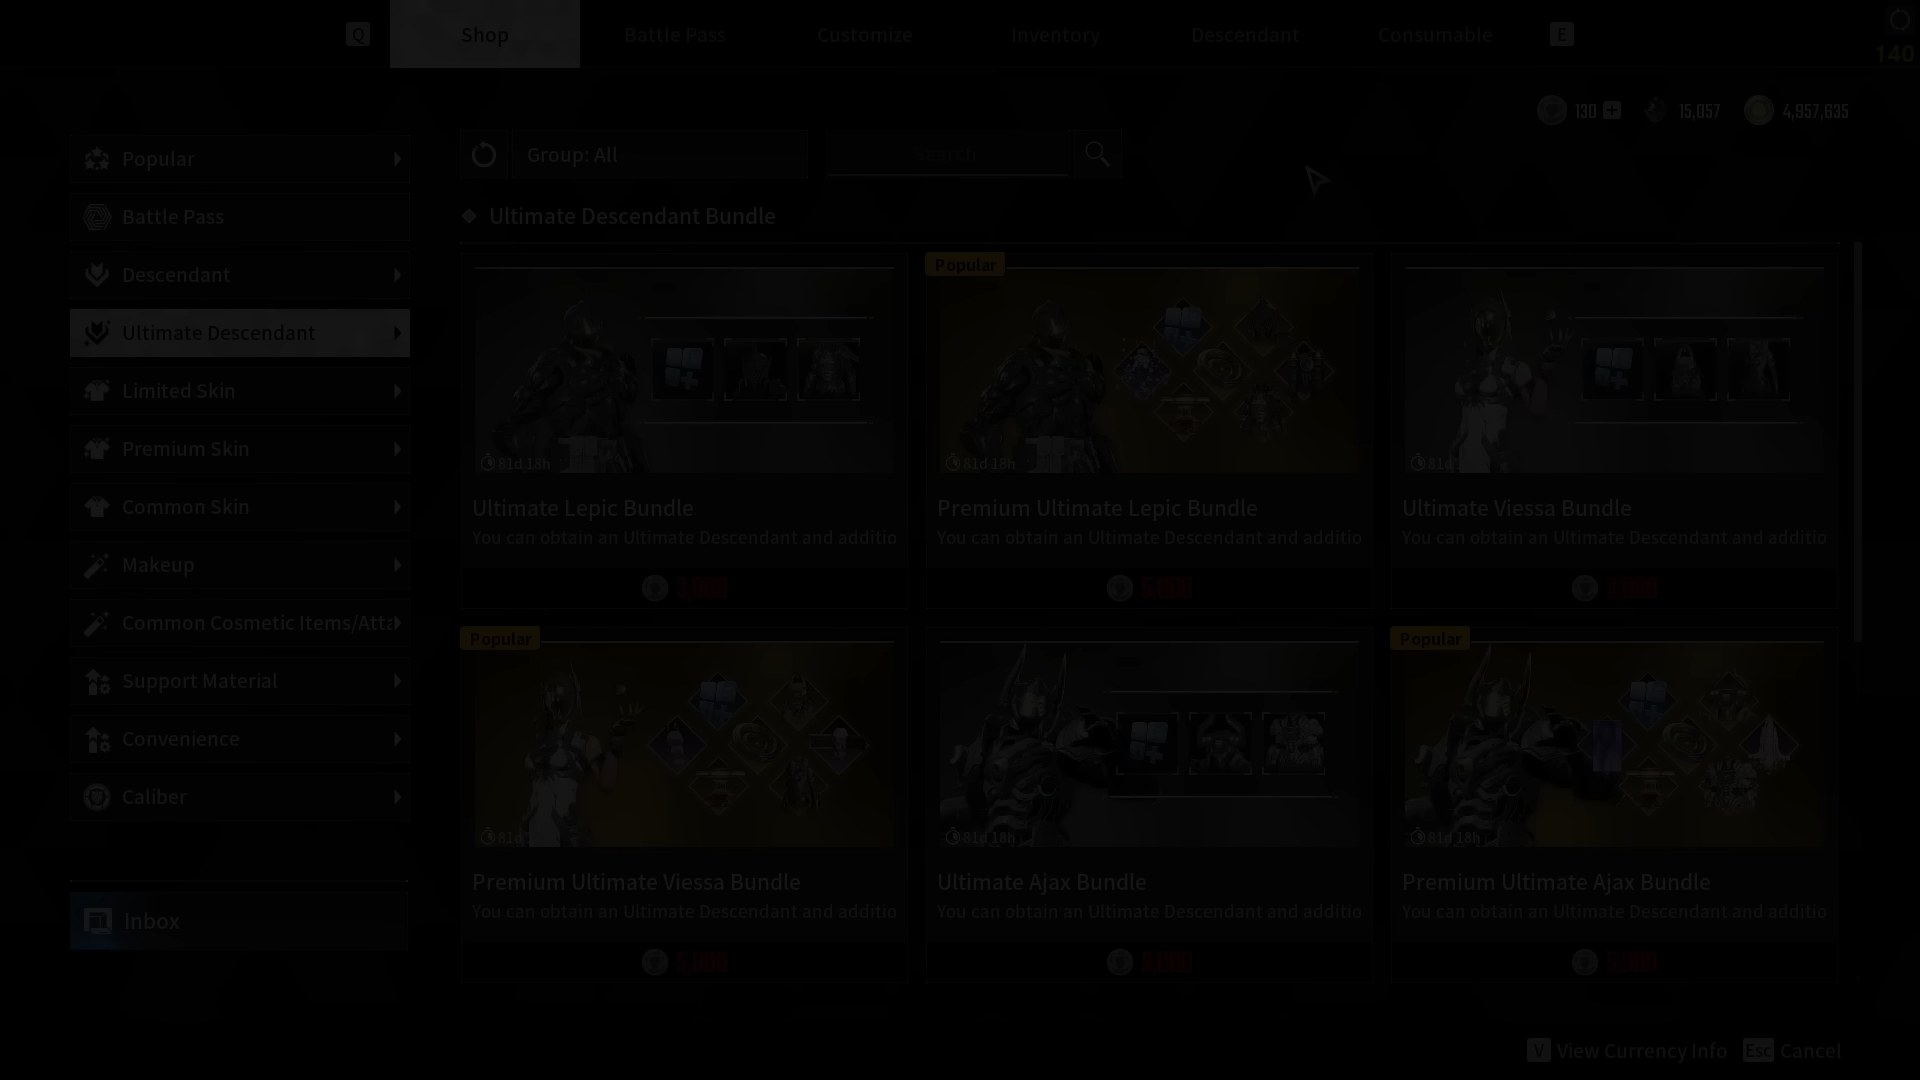 Q
Shop
Battle Pass
Customize
Inventory
Descendant
Consumable
E
140
130
15,057
4,957,635
Popular
Battle Pass
Descendant
Ultimate Descendant
Limited Skin
Premium Skin
Common Skin
Makeup
Common Cosmetic Items/Atta
Support Material
Convenience
Caliber
Inbox
Group: All
Search
Ultimate Descendant Bundle
81d 18h
Ultimate Lepic Bundle
You can obtain an Ultimate Descendant and additio
Popular
81d 18h
Premium Ultimate Lepic Bundle
You can obtain an Ultimate Descendant and additio
81d
Ultimate Viessa Bundle
You can obtain an Ultimate Descendant and additio
Popular
81d
Premium Ultimate Viessa Bundle
You can obtain an Ultimate Descendant and additio
81d 18h
Ultimate Ajax Bundle
You can obtain an Ultimate Descendant and additio
Popular
81d 18h
Premium Ultimate Ajax Bundle
You can obtain an Ultimate Descendant and additio
V View Currency Info
Esc Cancel